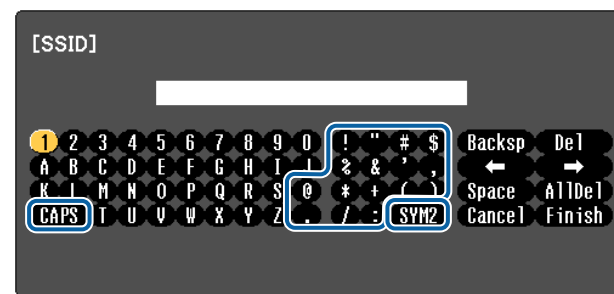 [SSID]
1 2 3 4 5 6 7 8 9 0 ! " # $ Backsp Del
A B C D E F G H I J % & ' , ← →
K L M N O P Q R S @ * + ( ) Space AllDel
CAPS T U V W X Y Z . / : SYM2 Cancel Finish